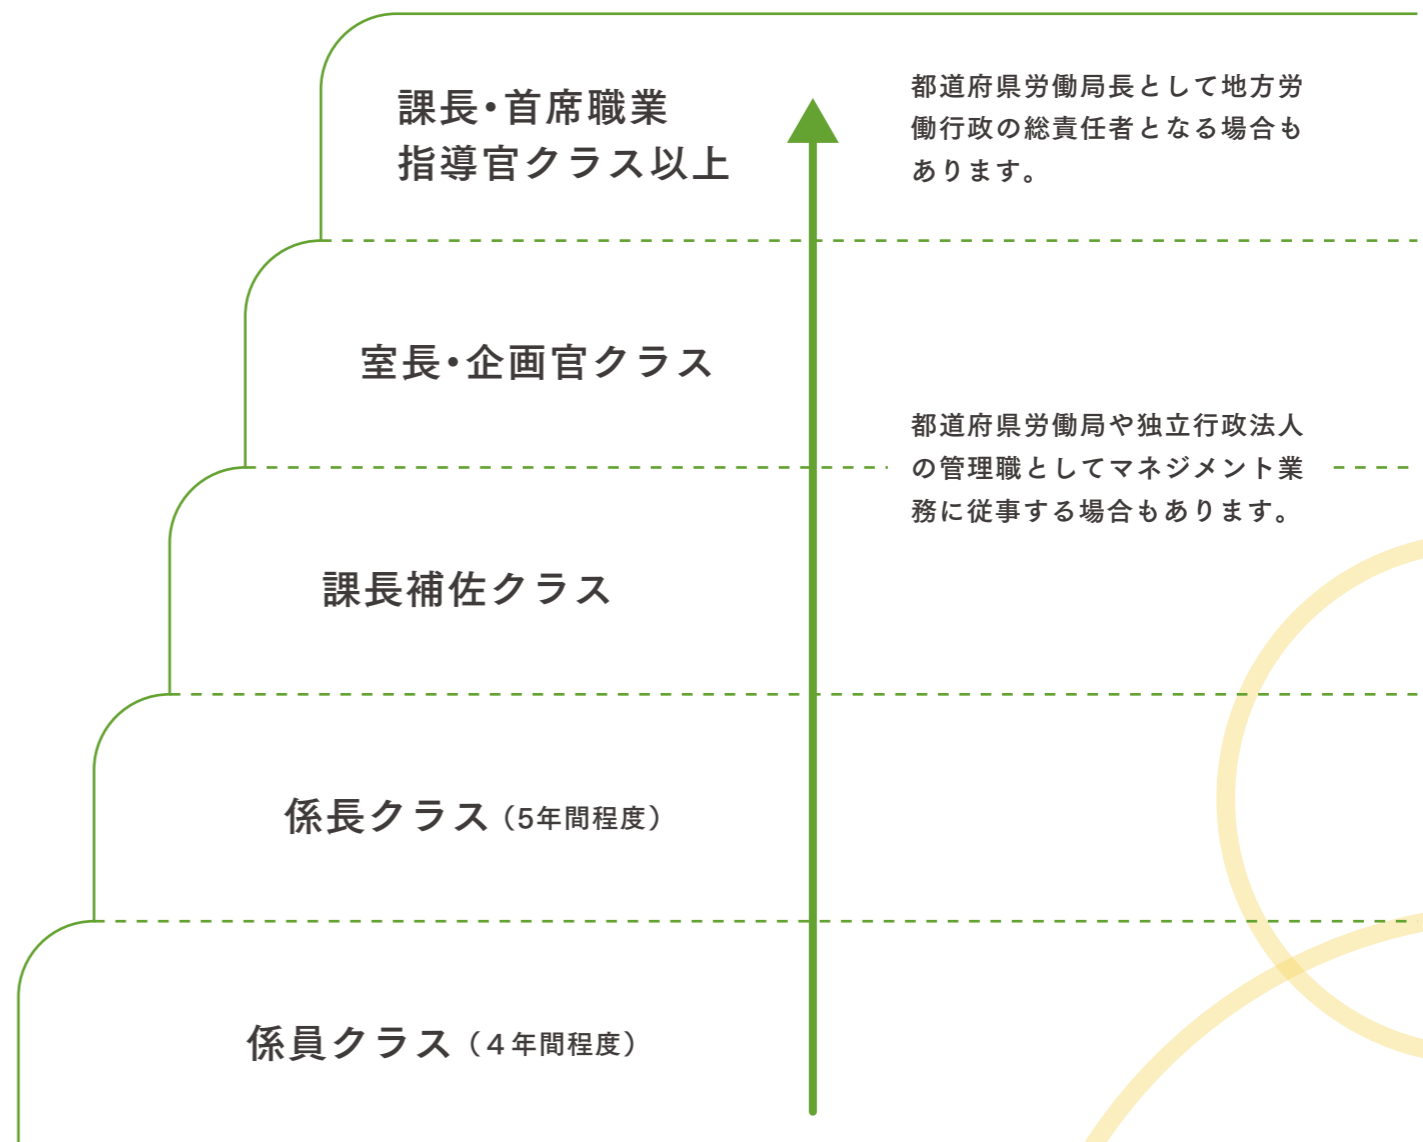 課長・首席職業
指導官クラス以上
都道府県労働局長として地方労
働行政の総責任者となる場合も
あります。
室長・企画官クラス
都道府県労働局や独立行政法人
の管理職としてマネジメント業
務に従事する場合もあります。
課長補佐クラス
係長クラス（5年間程度）
係員クラス（４年間程度）